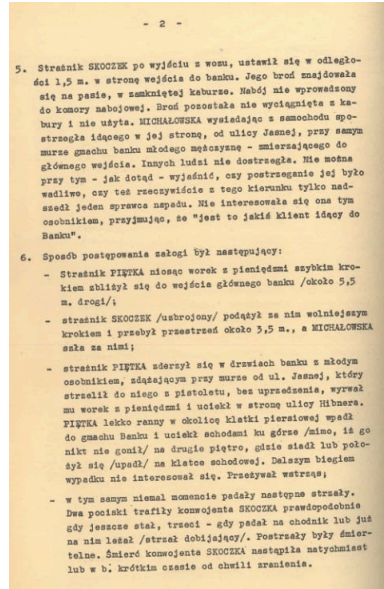 - 2 -
5. Strażnik SKOCZEK po wyjściu z wozu, ustawił się w odległo-
ści 1,5 m. w stronę wejścia do banku. Jego broń znajdowała
się na pasie, w zamkniętej kaburze. Nabój nie wprowadzony
do komory nabojowej. Broń pozostała nie wyciągnięta z ka-
bury i nie użyta. MICHAŁOWSKA wysiadając z samochodu spo-
strzegła idącego w jej stronę, od ulicy Jasnej, przy samym
murze gmachu banku młodego mężczyznę - zmierzającego do
głównego wejścia. Innych ludzi nie dostrzegła. Nie można
przy tym - jak dotąd - wyjaśnić, czy postrzeganie jej było
wadliwo, czy też rzeczywiście z tego kierunku tylko nad-
szedł jeden sprawca napadu/. Nie interesowała się ona tym
osobnikiem, przyjmując, że "jest to jakiś klient idący do
Banku".
6. Sposób postępowania załogi był następujący:
- Strażnik PIĘTKA niosąc worek z pieniędzmi szybkim kro-
kiem zbliżył się do wejścia głównego banku /około 5,5
m. drogi/;
- strażnik SKOCZEK /uzbrojony/ podążył za nim wolniejszym
krokiem i przebył przestrzeń około 3,5 m., a MICHAŁOWSKA
szła za nimi;
- strażnik PIĘTKA zderzył się w drzwiach banku z młodym
osobnikiem, zdążającym przy murze od ul. Jasnej, który
strzelił do niego z pistoletu, bez uprzedzenia, wyrwał
mu worek z pieniędzmi i uciekł w stronę ulicy Hibnera.
PIĘTKA lekko ranny w okolicę klatki piersiowej wpadł
do gmachu Banku i uciekł schodami ku górze /mimo, iż go
nikt nie gonił/ na drugie piętro, gdzie siadł lub poło-
żył się /upadł/ na klatce schodowej. Dalszym biegiem
wypadku nie interesował się. Przeżywał wstrząs;
- w tym samym niemal momencie padały następne strzały.
Dwa pociski trafiły konwojenta SKOCZKA prawdopodobnie
gdy jeszcze stał, trzeci - gdy padał na chodnik lub już
na nim leżał /strzał dobijający/. Postrzały były śmier-
telne. Śmierć konwojenta SKOCZKA nastąpiła natychmiast
lub w b. krótkim czasie od chwili zranienia.